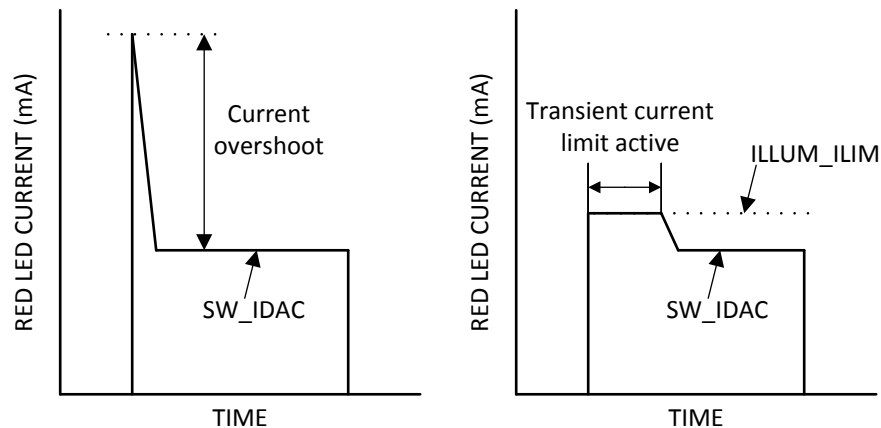 RED LED CURRENT (mA)
Current
overshoot
SW_IDAC
TIME
RED LED CURRENT (mA)
Transient current
limit active
ILLUM_ILIM
SW_IDAC
TIME